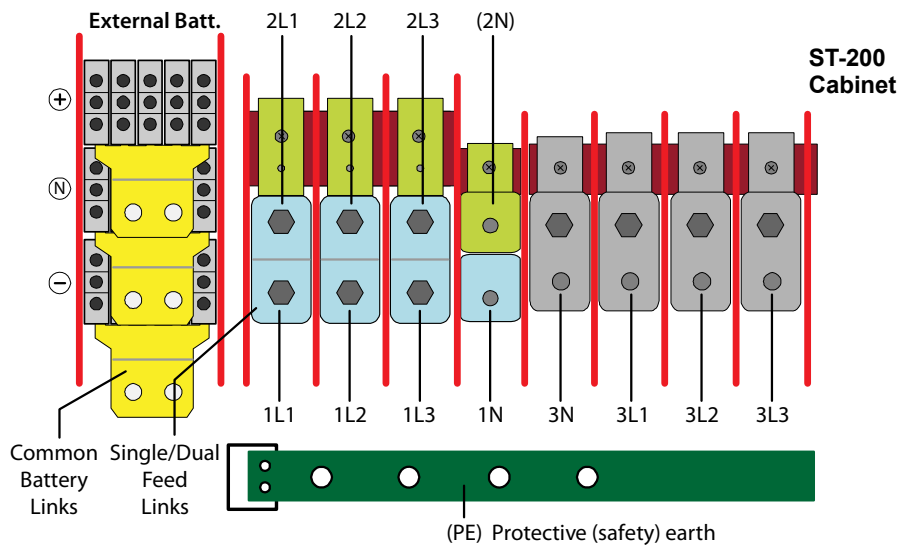 External Batt.
2L1
2L2
2L3
(2N)
ST-200
Cabinet
+
N
−
1L1
1L2
1L3
1N
3N
3L1
3L2
3L3
Common
Battery
Links
Single/Dual
Feed
Links
(PE) Protective (safety) earth